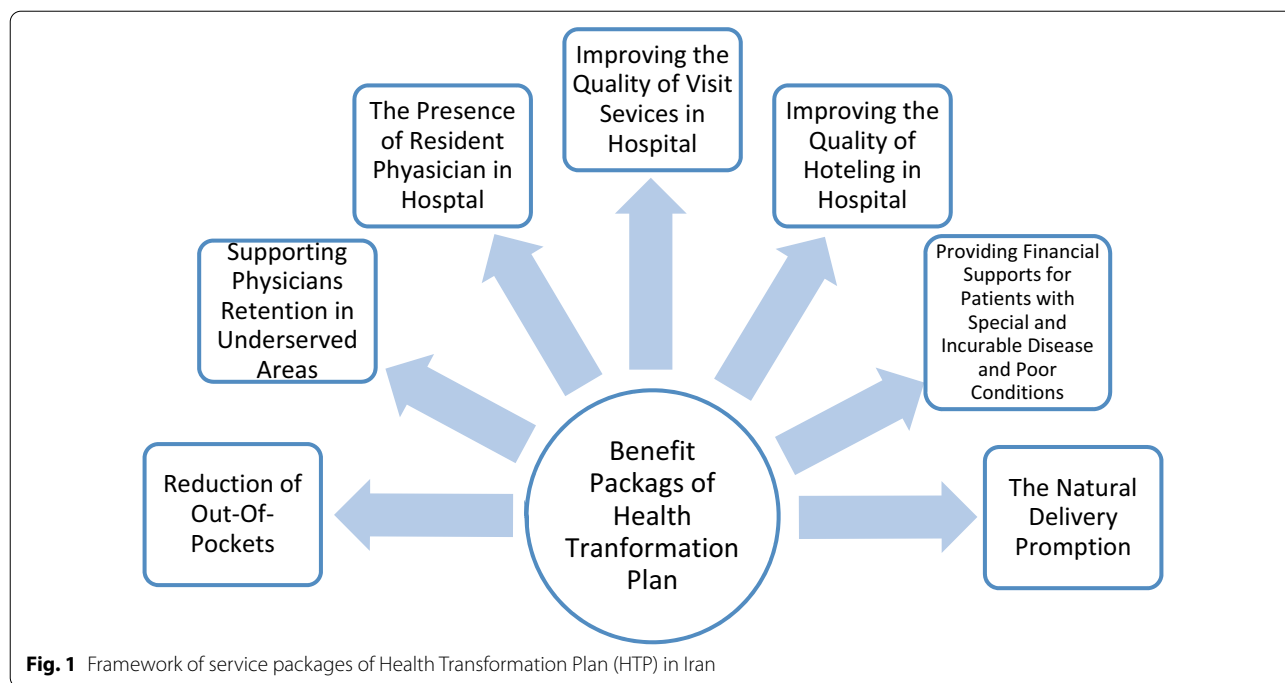 Improving the
Quality of Visit
Sevices in
Hospital
The Presence
of Resident
Phyasician in
Hosptal
Improving the
Quality of
Hoteling in
Hospital
Supporting
Physicians
Retention in
Underserved
Areas
Providing Financial
Supports for
Patients with
Special and
Incurable Disease
and Poor
Conditions
Reduction of
Out-Of-
Pockets
Benefit
Packags of
Health
Tranformation
Plan
The Natural
Delivery
Promption
Fig. 1 Framework of service packages of Health Transformation Plan (HTP) in Iran